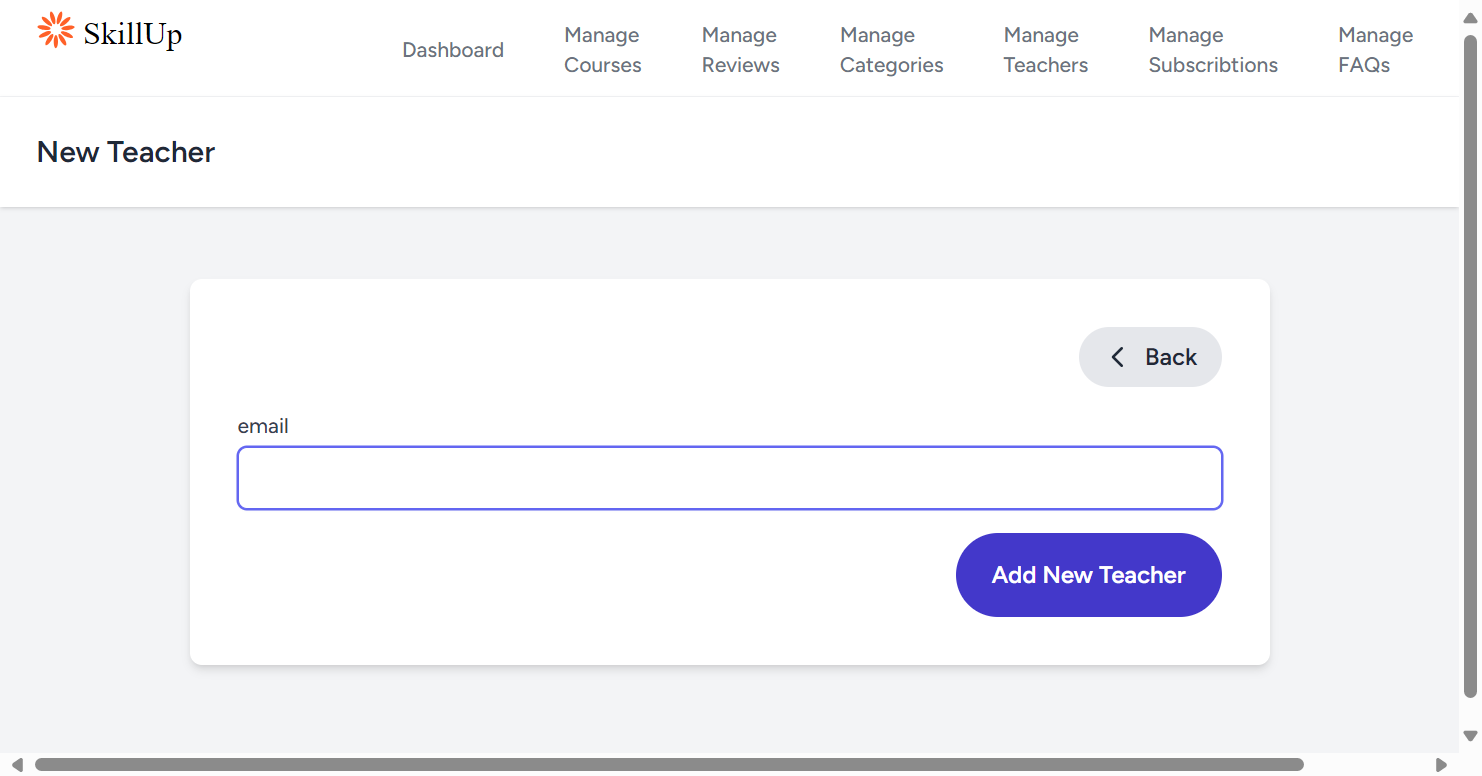 SkillUp
Dashboard
Manage
Courses
Manage
Reviews
Manage
Categories
Manage
Teachers
Manage
Subscribtions
Manage
FAQs
New Teacher
Back
email
Add New Teacher